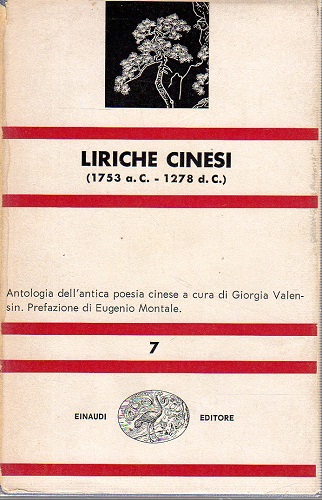 LIRICHE CINESI
(1753 a.C. - 1278 d.C.)
Antologia dell'antica poesia cinese a cura di Giorgia Valen-
sin. Prefazione di Eugenio Montale.
7
EINAUDI EDITORE